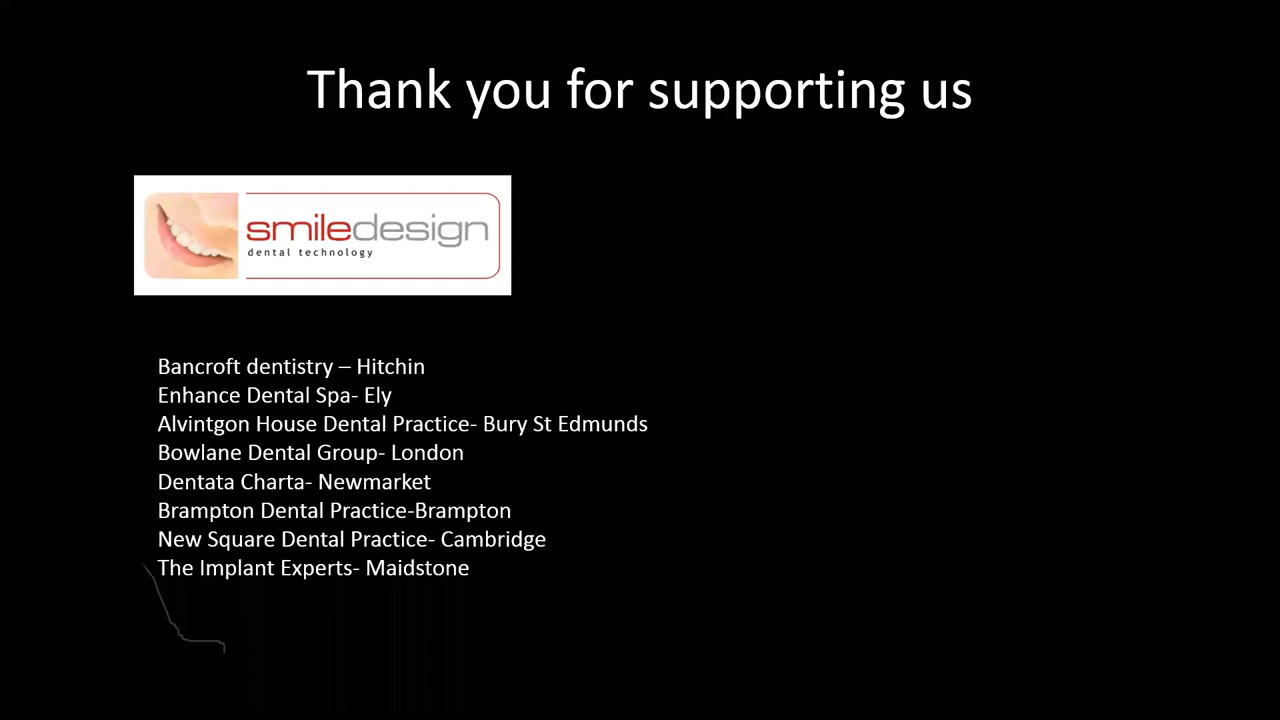 Thank you for supporting us
smiledesign
dental technology
Bancroft dentistry – Hitchin
Enhance Dental Spa- Ely
Alvintgon House Dental Practice- Bury St Edmunds
Bowlane Dental Group- London
Dentata Charta- Newmarket
Brampton Dental Practice-Brampton
New Square Dental Practice- Cambridge
The Implant Experts- Maidstone